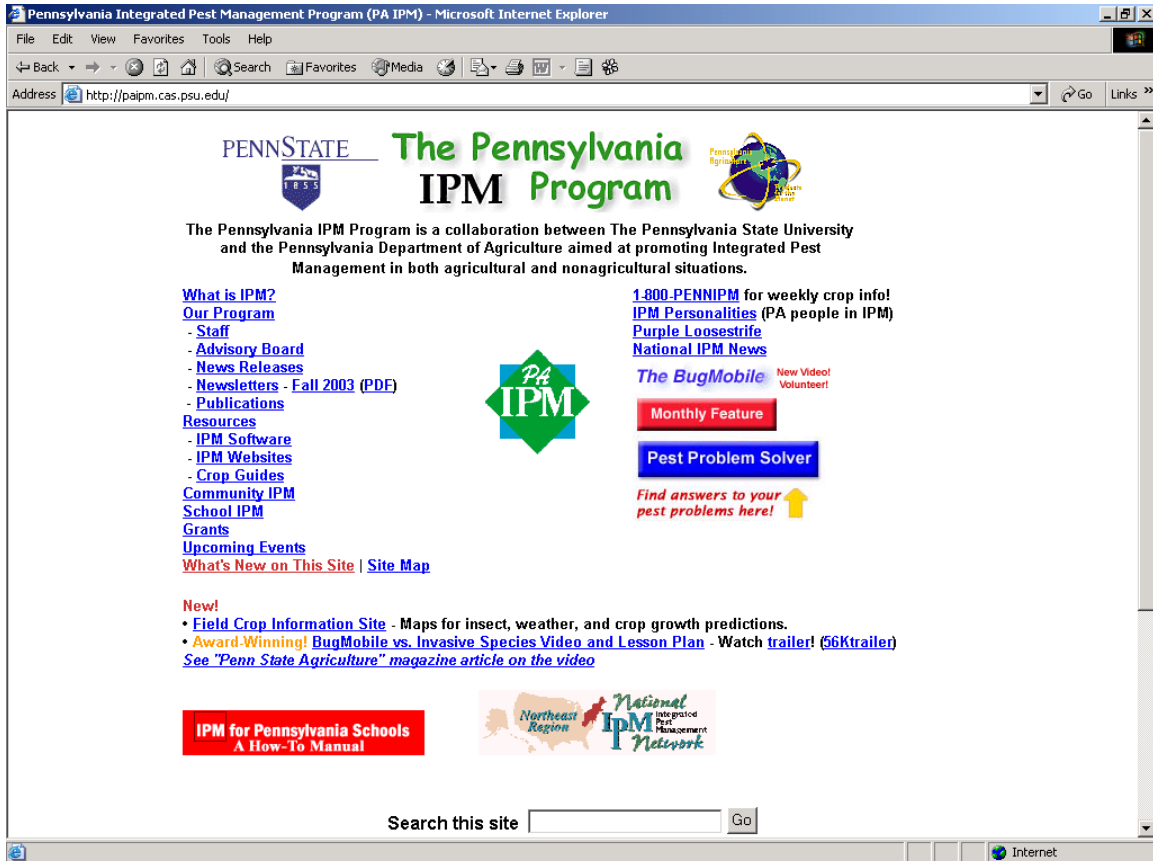 Pennsylvania Integrated Pest Management Program (PA IPM) - Microsoft Internet Explorer
File Edit View Favorites Tools Help
Back Search Favorites Media
Address http://paipm.cas.psu.edu/ Go Links »
PENNSTATE
1855
The Pennsylvania
IPM Program
Pennsylvania
Agriculture
The Pennsylvania IPM Program is a collaboration between The Pennsylvania State University
and the Pennsylvania Department of Agriculture aimed at promoting Integrated Pest
Management in both agricultural and nonagricultural situations.
What is IPM?
Our Program
- Staff
- Advisory Board
- News Releases
- Newsletters - Fall 2003 (PDF)
- Publications
Resources
- IPM Software
- IPM Websites
- Crop Guides
Community IPM
School IPM
Grants
Upcoming Events
What's New on This Site | Site Map
PA
IPM
1-800-PENNIPM for weekly crop info!
IPM Personalities (PA people in IPM)
Purple Loosestrife
National IPM News
The BugMobile New Video!
Volunteer!
Monthly Feature
Pest Problem Solver
Find answers to your
pest problems here!
New!
• Field Crop Information Site - Maps for insect, weather, and crop growth predictions.
• Award-Winning! BugMobile vs. Invasive Species Video and Lesson Plan - Watch trailer! (56Ktrailer)
See "Penn State Agriculture" magazine article on the video
IPM for Pennsylvania Schools
A How-To Manual
Northeast
Region
National
IPM Integrated
Pest
Management
Network
Search this site Go
Internet